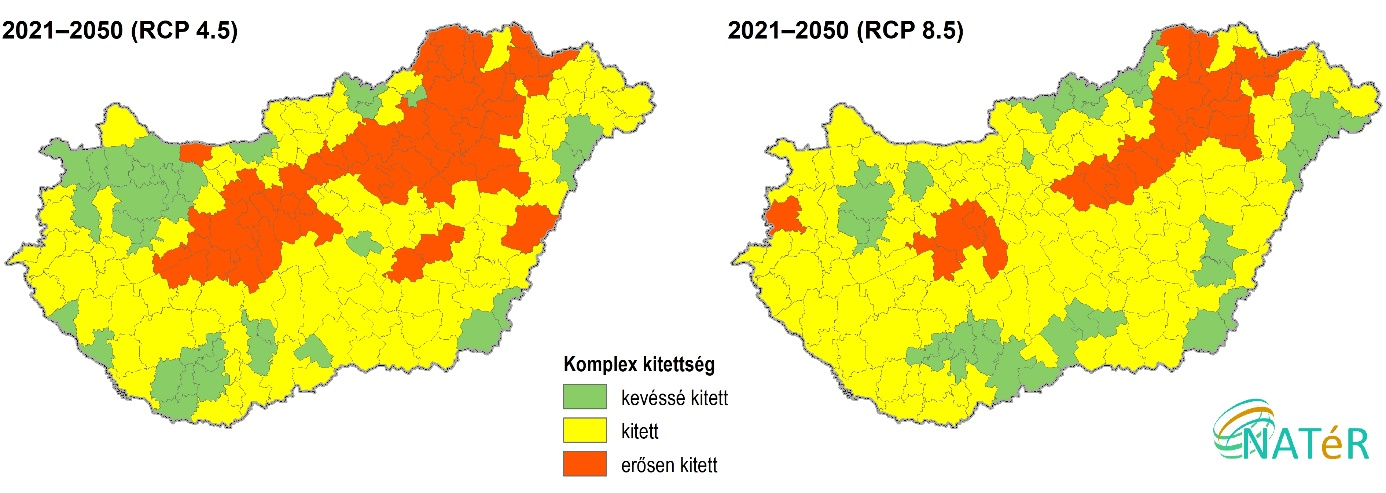 2021–2050 (RCP 4.5)
2021–2050 (RCP 8.5)
Komplex kitettség
kevéssé kitett
kitett
erősen kitett
NATéR